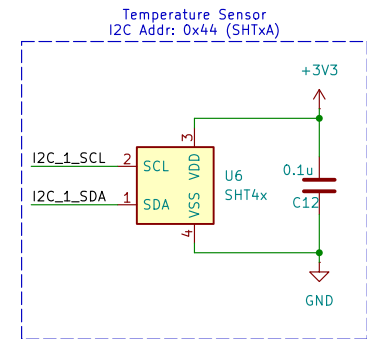 Temperature Sensor
I2C Addr: 0x44 (SHTxA)
+3V3
3
I2C_1_SCL 2 SCL VDD
U6
0.1u
SHT4x
I2C_1_SDA 1 SDA VSS
C12
4
GND